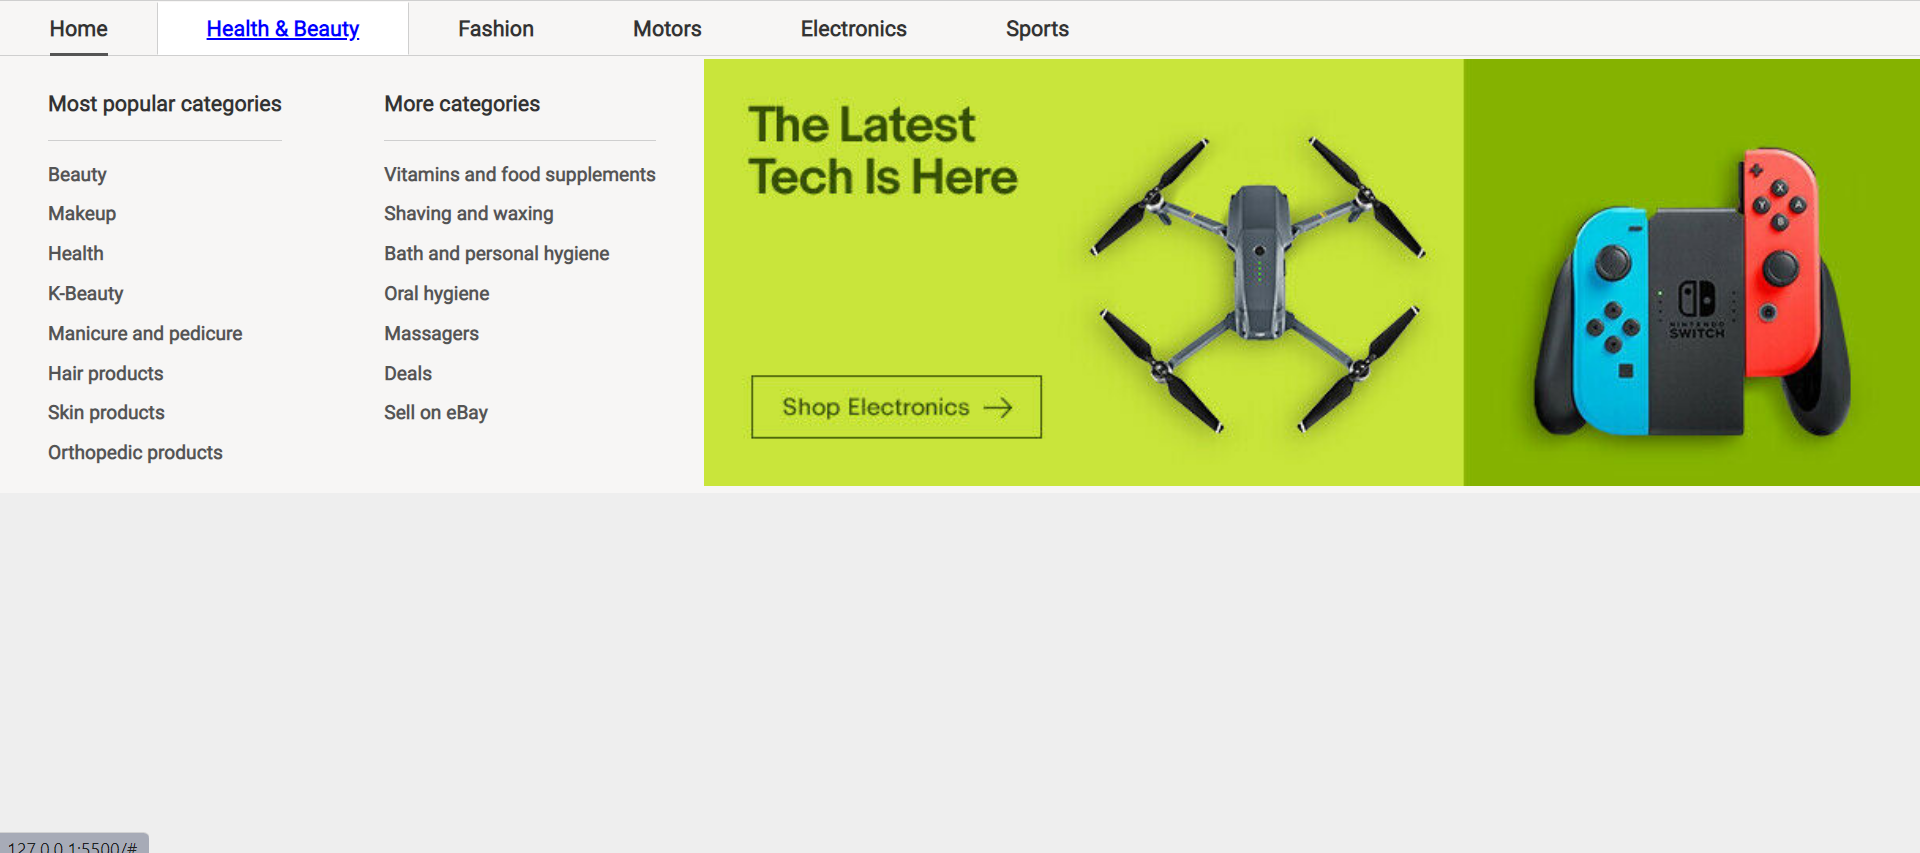 Home Health & Beauty Fashion Motors Electronics Sports
Most popular categories
Beauty
Makeup
Health
K-Beauty
Manicure and pedicure
Hair products
Skin products
Orthopedic products
More categories
Vitamins and food supplements
Shaving and waxing
Bath and personal hygiene
Oral hygiene
Massagers
Deals
Sell on eBay
The Latest
Tech Is Here
Shop Electronics →
X
Y A
B
NINTENDO
SWITCH
127.0.0.1:5500/#